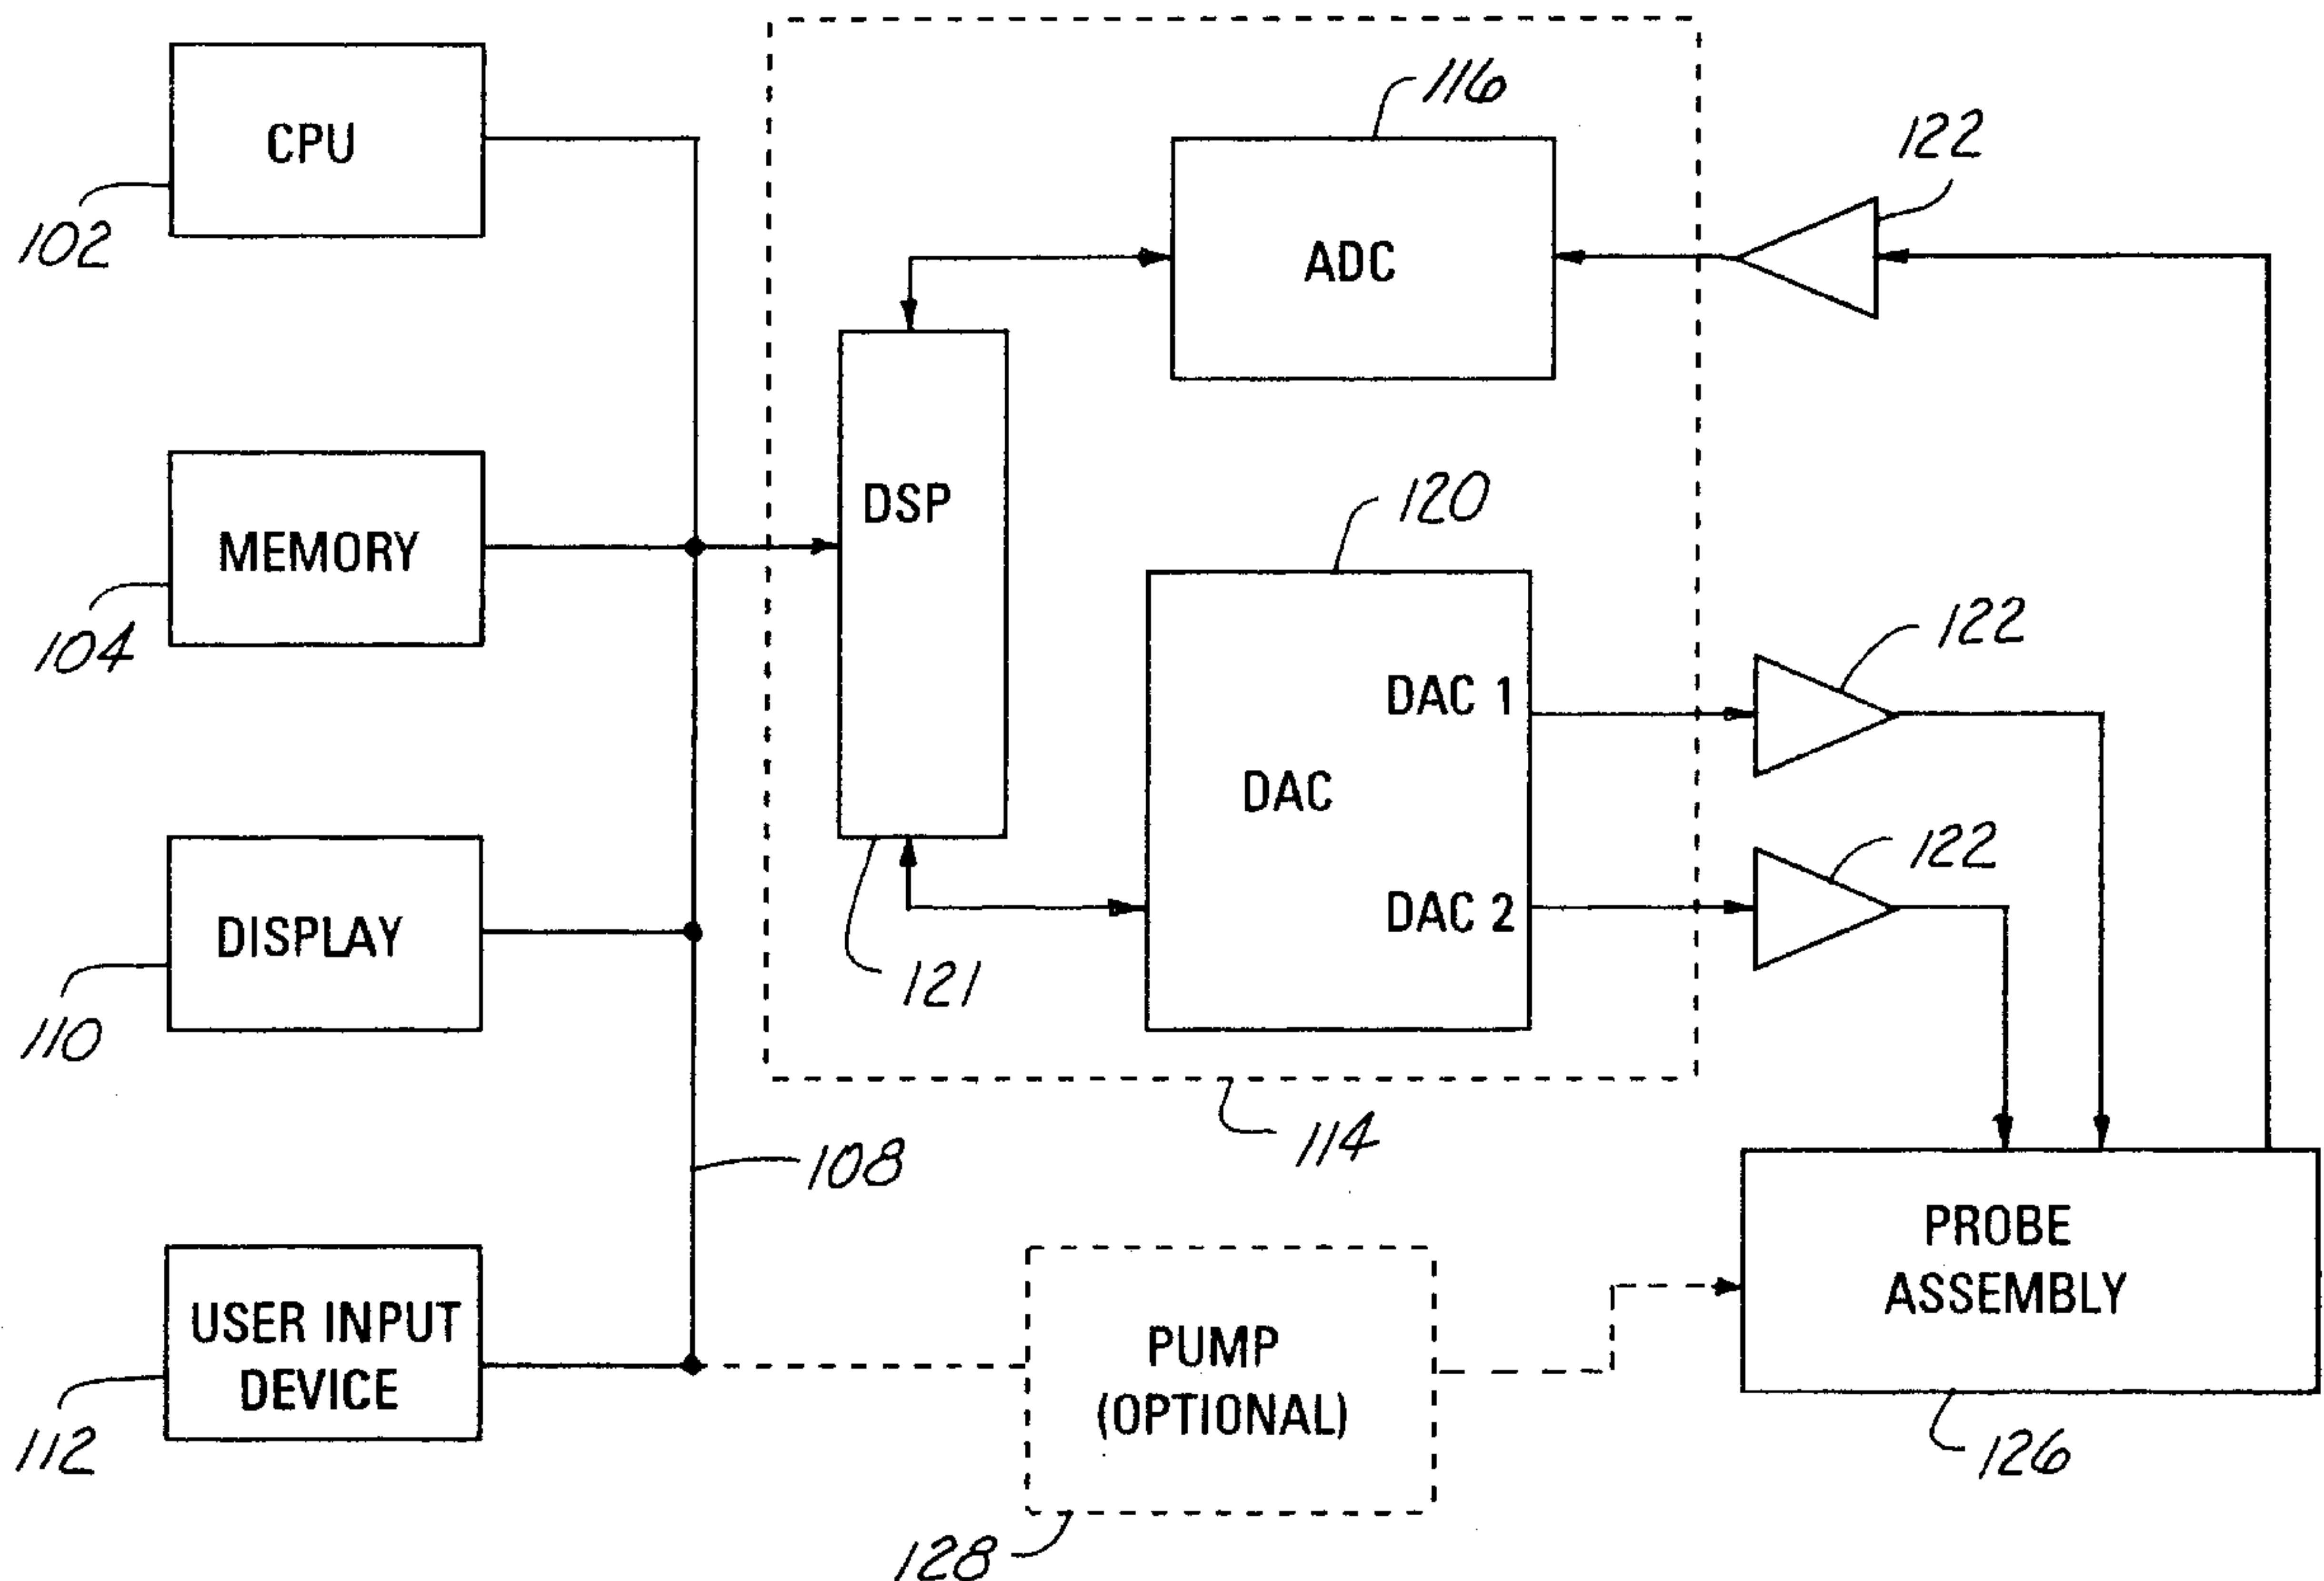 116
CPU
122
102
ADC
120
DSP
MEMORY
122
104
DAC 1
DAC
122
DISPLAY
DAC 2
121
110
114
108
PROBE
ASSEMBLY
USER INPUT
DEVICE
PUMP
(OPTIONAL)
112
126
128